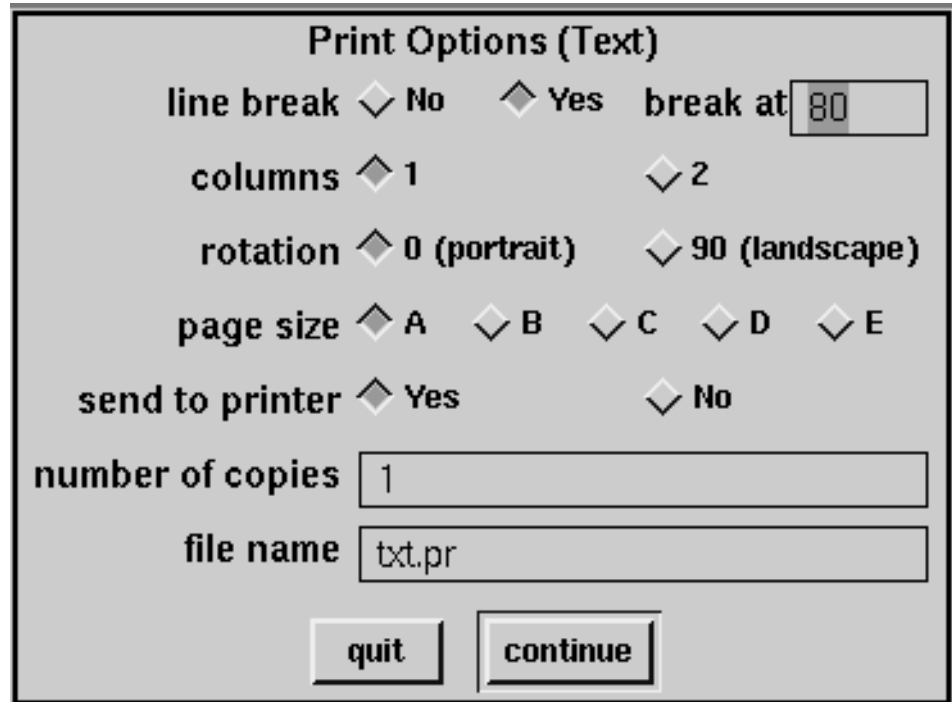 Print Options (Text)
line break No Yes break at 80
columns 1 2
rotation 0 (portrait) 90 (landscape)
page size A B C D E
send to printer Yes No
number of copies 1
file name txt.pr
quit continue